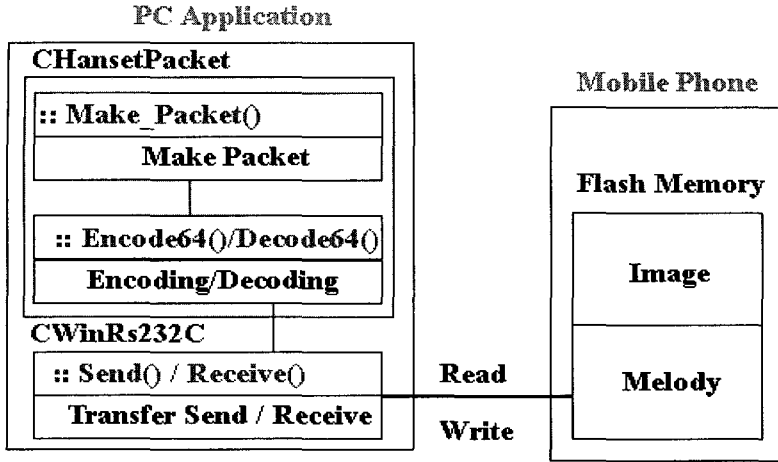 PC Application
CHansetPacket
:: Make_Packet()
Make Packet
:: Encode64()/Decode64()
Encoding/Decoding
CWinRs232C
:: Send() / Receive()
Transfer Send / Receive
Read
Write
Mobile Phone
Flash Memory
Image
Melody